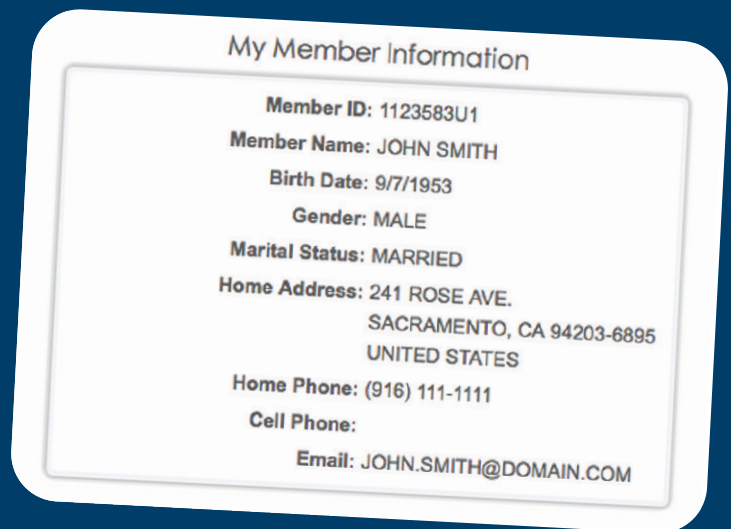 My Member Information
Member ID: 1123583U1
Member Name: JOHN SMITH
Birth Date: 9/7/1953
Gender: MALE
Marital Status: MARRIED
Home Address: 241 ROSE AVE.
SACRAMENTO, CA 94203-6895
UNITED STATES
Home Phone: (916) 111-1111
Cell Phone:
Email: JOHN.SMITH@DOMAIN.COM